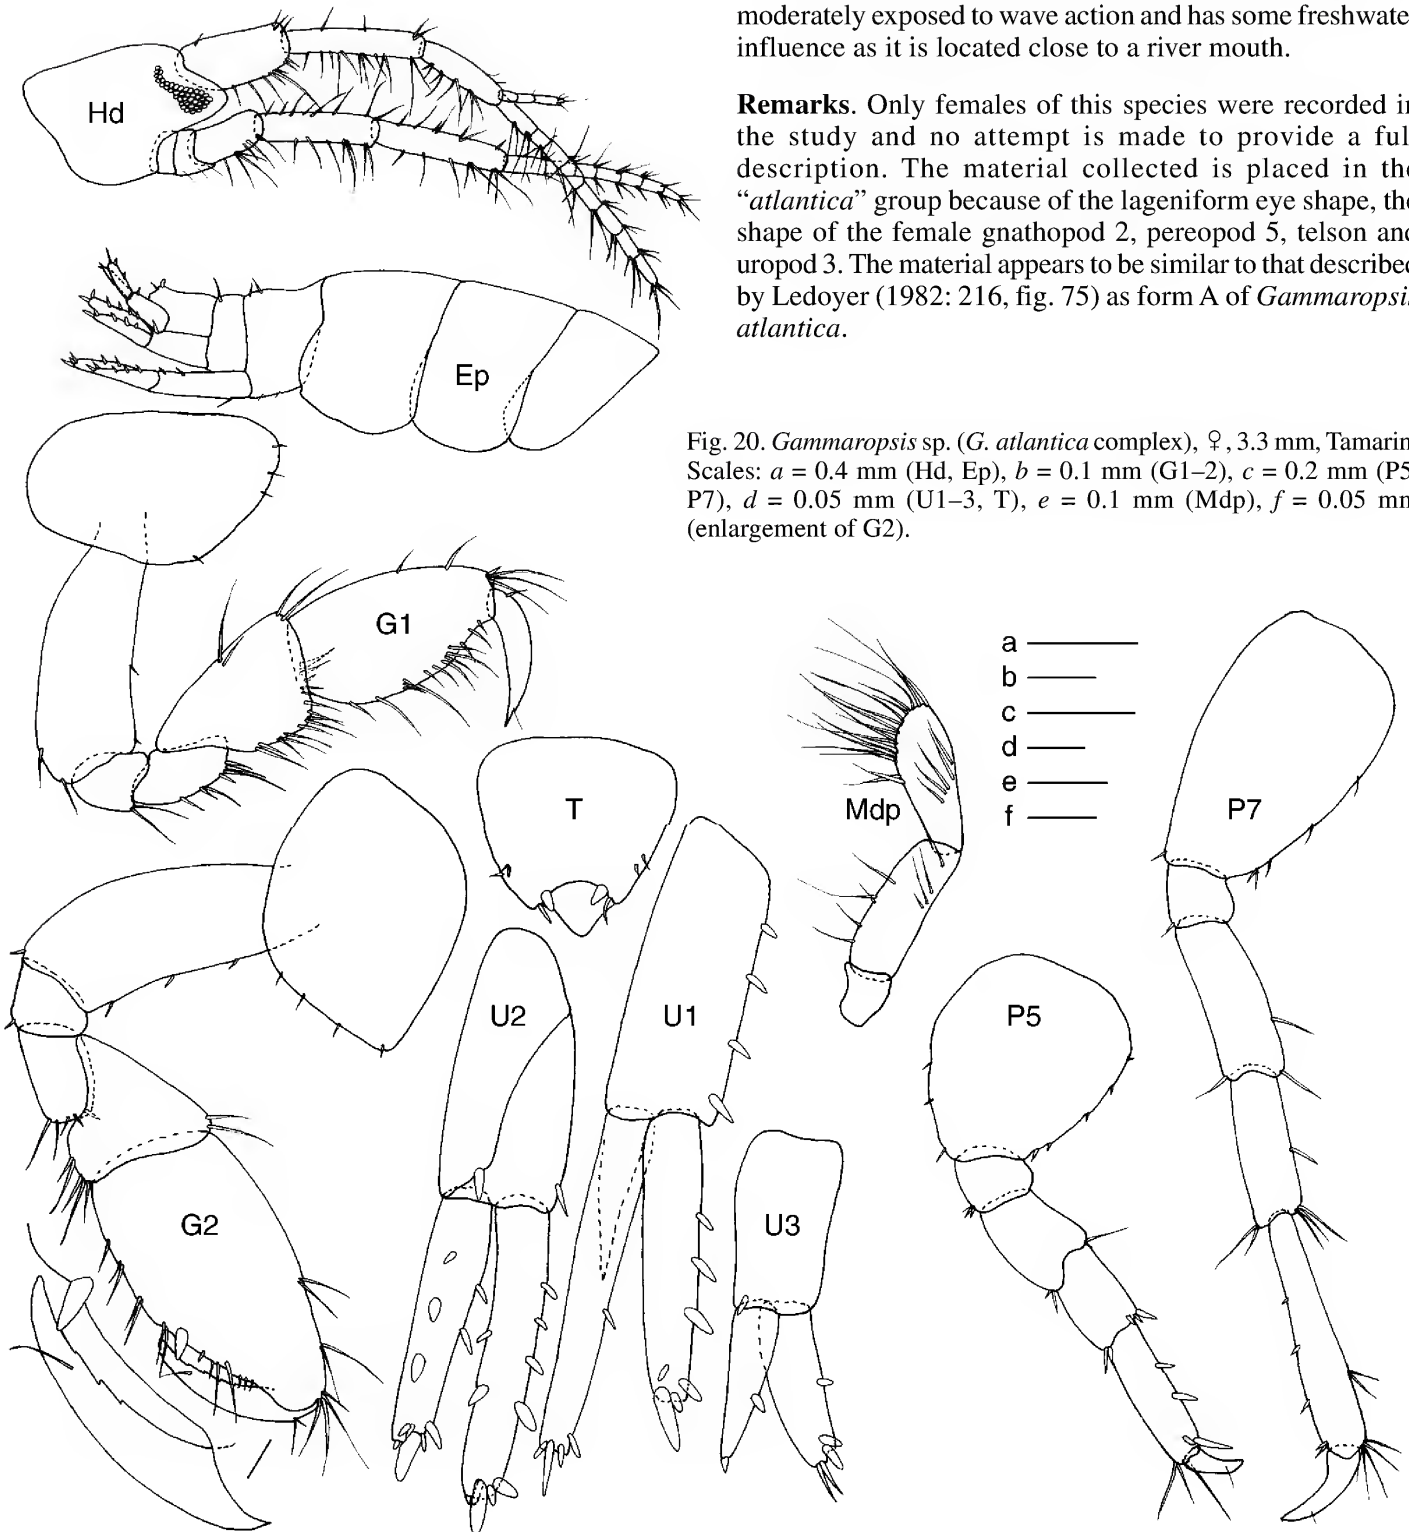 moderately exposed to wave action and has some freshwate
influence as it is located close to a river mouth.
Remarks. Only females of this species were recorded i
the study and no attempt is made to provide a ful
description. The material collected is placed in th
“atlantica” group because of the lageniform eye shape, the
shape of the female gnathopod 2, pereopod 5, telson and
uropod 3. The material appears to be similar to that described
by Ledoyer (1982: 216, fig. 75) as form A of Gammaropsi
atlantica.
Fig. 20. Gammaropsis sp. (G. atlantica complex), ♀, 3.3 mm, Tamarin
Scales: a = 0.4 mm (Hd, Ep), b = 0.1 mm (G1–2), c = 0.2 mm (P5
P7), d = 0.05 mm (U1–3, T), e = 0.1 mm (Mdp), f = 0.05 mm
(enlargement of G2).
Hd
Ep
G1
a
b
c
d
e
f
T
Mdp
P7
U2
U1
P5
G2
U3